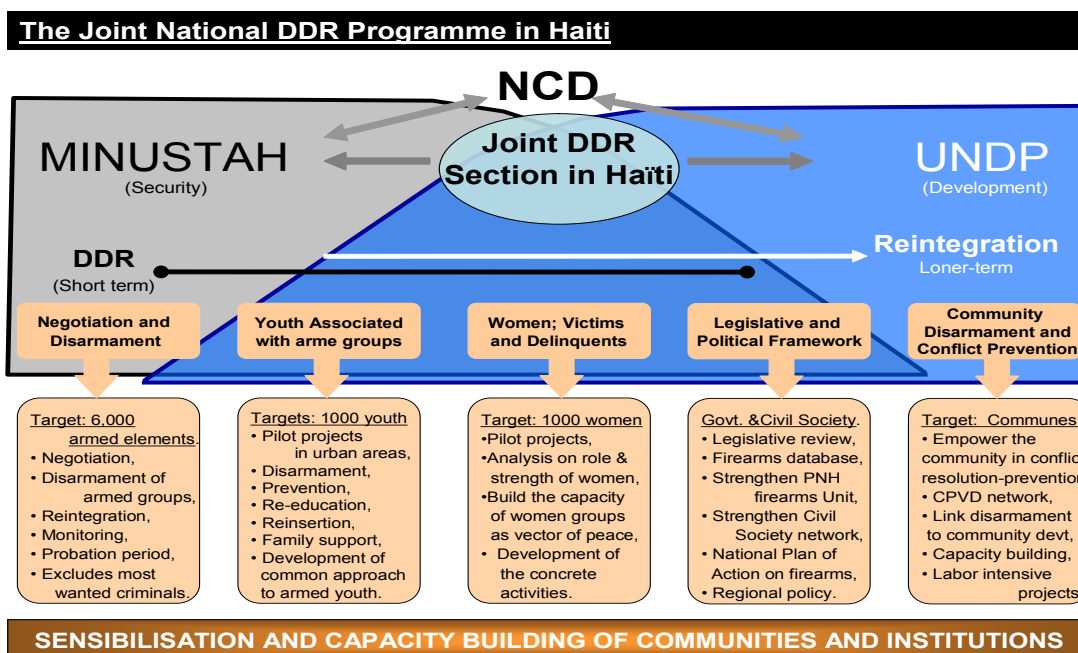 The Joint National DDR Programme in Haiti
NCD
Joint DDR
Section in Haïti
MINUSTAH
(Security)
UNDP
(Development)
DDR
(Short term)
Reintegration
Loner-term
Negotiation and
Disarmament
Youth Associated
with arme groups
Women; Victims
and Delinquents
Legislative and
Political Framework
Community
Disarmament and
Conflict Prevention
Target: 6,000
armed elements.
• Negotiation,
• Disarmament of
armed groups,
• Reintegration,
• Monitoring,
• Probation period,
• Excludes most
wanted criminals.
Targets: 1000 youth
• Pilot projects
in urban areas,
• Disarmament,
• Prevention,
• Re-education,
• Reinsertion,
• Family support,
• Development of
common approach
to armed youth.
Target: 1000 women
•Pilot projects,
•Analysis on role &
strength of women,
•Build the capacity
of women groups
as vector of peace,
• Development of
the concrete
activities.
Govt. &Civil Society.
• Legislative review,
• Firearms database,
• Strengthen PNH
firearms Unit,
• Strengthen Civil
Society network,
• National Plan of
Action on firearms,
• Regional policy.
Target: Communes
• Empower the
community in conflic
resolution-prevention
• CPVD network,
• Link disarmament
to community devt,
• Capacity building,
• Labor intensive
projects
SENSIBILISATION AND CAPACITY BUILDING OF COMMUNITIES AND INSTITUTIONS